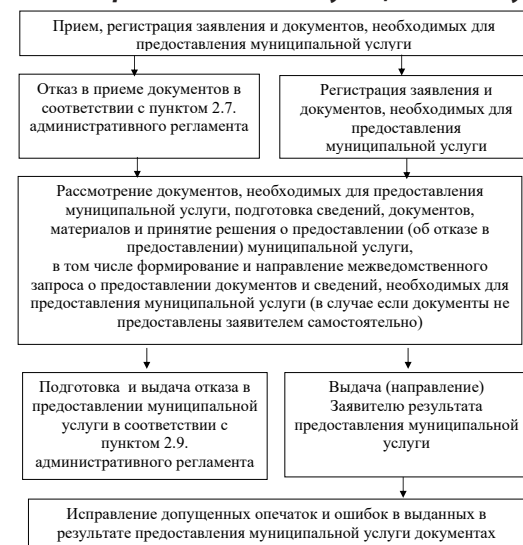 Прием, регистрация заявления и документов, необходимых для
предоставления муниципальной услуги
Отказ в приеме документов в
соответствии с пунктом 2.7.
административного регламента
Регистрация заявления и
документов, необходимых для
предоставления
муниципальной услуги
Рассмотрение документов, необходимых для предоставления
муниципальной услуги, подготовка сведений, документов,
материалов и принятие решения о предоставлении (об отказе в
предоставлении) муниципальной услуги,
в том числе формирование и направление межведомственного
запроса о предоставлении документов и сведений, необходимых для
предоставления муниципальной услуги (в случае если документы не
предоставлены заявителем самостоятельно)
Подготовка и выдача отказа в
предоставлении муниципальной
услуги в соответствии с
пунктом 2.9.
административного регламента
Выдача (направление)
Заявителю результата
предоставления муниципальной
услуги
Исправление допущенных опечаток и ошибок в выданных в
результате предоставления муниципальной услуги документах